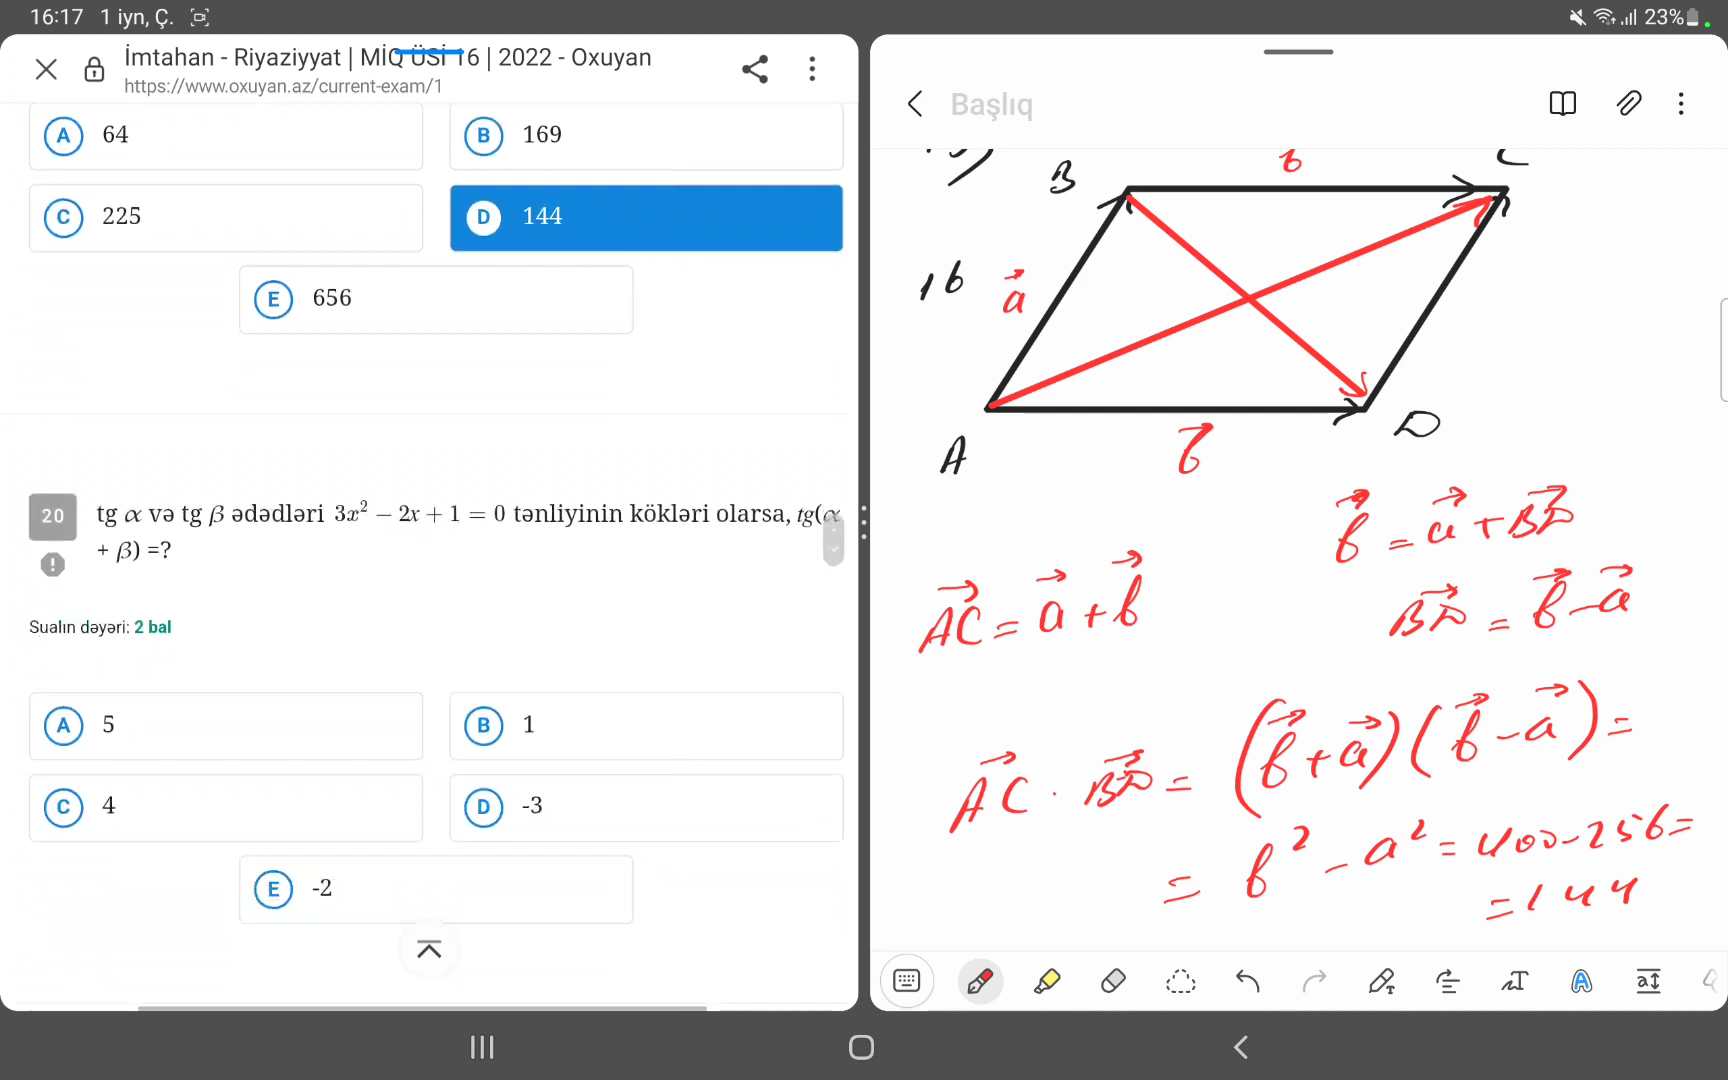 16:17 1 iyn, Ç. 23%
İmtahan - Riyaziyyat | MİQ ÜSİ 16 | 2022 - Oxuyan
https://www.oxuyan.az/current-exam/1
A 64
B 169
C 225
D 144
E 656
20 tg α və tg β ədədləri 3x² − 2x + 1 = 0 tənliyinin kökləri olarsa, tg(α
+ β) =?
Sualın dəyəri: 2 bal
A 5
B 1
C 4
D -3
E -2
Başlıq
B b C
16 a⃗
A b⃗ D
b⃗ = a⃗ + BD⃗
AC⃗ = a⃗ + b⃗
BD⃗ = b⃗ - a⃗
AC⃗ · BD⃗ = (b⃗ + a⃗)(b⃗ - a⃗) =
= b² - a² = 400 - 256 =
= 144